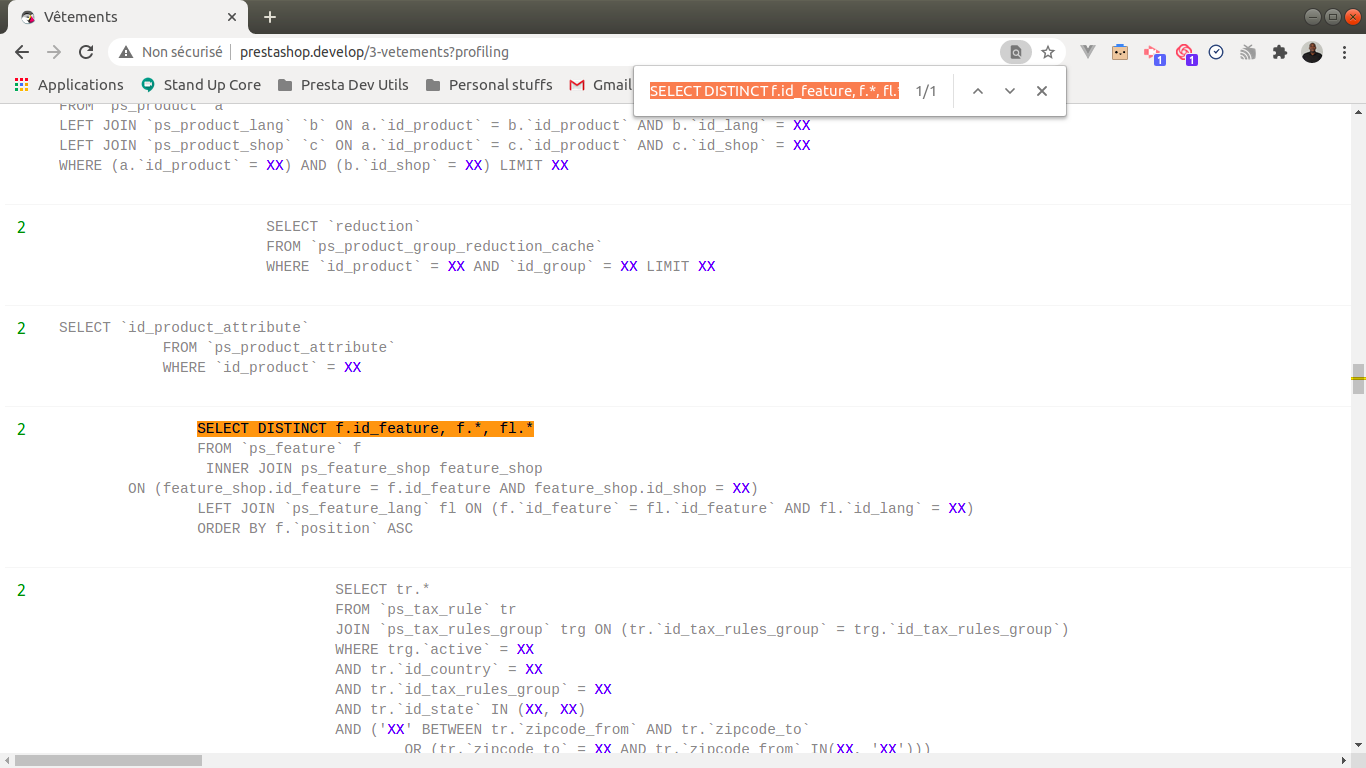 Vêtements
Non sécurisé
prestashop.develop/3-vetements?profiling
Applications
Stand Up Core
Presta Dev Utils
Personal stuffs
Gmail
SELECT DISTINCT f.id_feature, f.*, fl.*
1/1
1
1
FROM `ps_product` a
LEFT JOIN `ps_product_lang` `b` ON a.`id_product` = b.`id_product` AND b.`id_lang` = XX
LEFT JOIN `ps_product_shop` `c` ON a.`id_product` = c.`id_product` AND c.`id_shop` = XX
WHERE (a.`id_product` = XX) AND (b.`id_shop` = XX) LIMIT XX
2 SELECT `reduction`
FROM `ps_product_group_reduction_cache`
WHERE `id_product` = XX AND `id_group` = XX LIMIT XX
2 SELECT `id_product_attribute`
FROM `ps_product_attribute`
WHERE `id_product` = XX
2 SELECT DISTINCT f.id_feature, f.*, fl.*
FROM `ps_feature` f
INNER JOIN ps_feature_shop feature_shop
ON (feature_shop.id_feature = f.id_feature AND feature_shop.id_shop = XX)
LEFT JOIN `ps_feature_lang` fl ON (f.`id_feature` = fl.`id_feature` AND fl.`id_lang` = XX)
ORDER BY f.`position` ASC
2 SELECT tr.*
FROM `ps_tax_rule` tr
JOIN `ps_tax_rules_group` trg ON (tr.`id_tax_rules_group` = trg.`id_tax_rules_group`)
WHERE trg.`active` = XX
AND tr.`id_country` = XX
AND tr.`id_tax_rules_group` = XX
AND tr.`id_state` IN (XX, XX)
AND ('XX' BETWEEN tr.`zipcode_from` AND tr.`zipcode_to`
OR (tr.`zipcode_to` = XX AND tr.`zipcode_from` IN(XX, 'XX')))